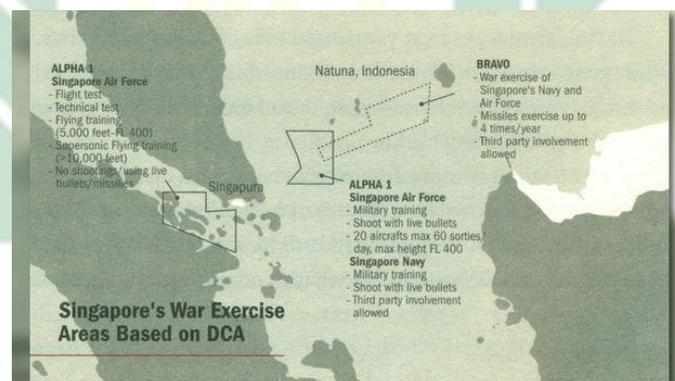 ALPHA 1
Singapore Air Force
- Flight test
- Technical test
- Flying training
(5,000 feet-FL 400)
- Supersonic Flying training
(>10,000 feet)
- No shootings/using live
bullets/missiles
Singapura
Natuna, Indonesia
BRAVO
- War exercise of
Singapore's Navy and
Air Force
- Missiles exercise up to
4 times/year
- Third party involvement
allowed
ALPHA 1
Singapore Air Force
- Military training
- Shoot with live bullets
- 20 aircrafts max 60 sorties/
day, max height FL 400
Singapore Navy
- Military training
- Shoot with live bullets
- Third party involvement
allowed
Singapore's War Exercise
Areas Based on DCA